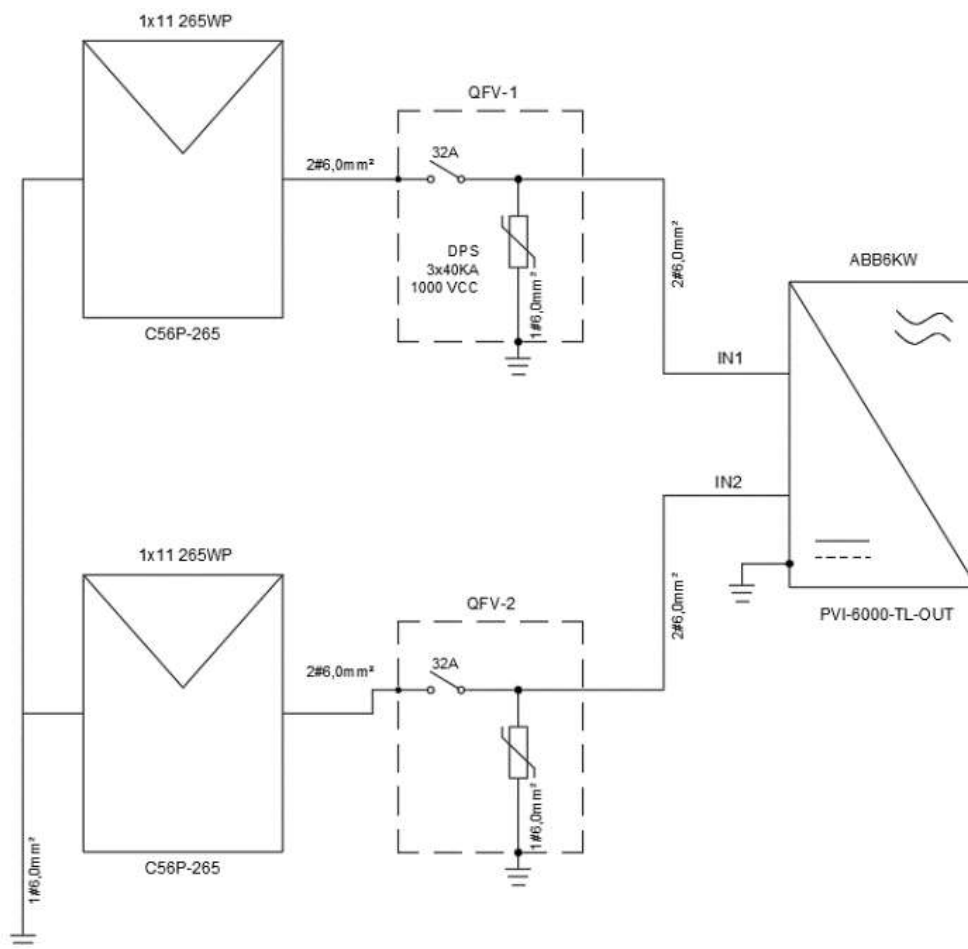 1x11 265WP
C56P-265
2#6,0mm²
QFV-1
32A
DPS
3x40KA
1000 VCC
1#6,0mm²
2#6,0mm²
IN1
ABB6KW
IN2
PVI-6000-TL-OUT
1x11 265WP
C56P-265
2#6,0mm²
QFV-2
32A
1#6,0mm²
2#6,0mm²
1#6,0mm²